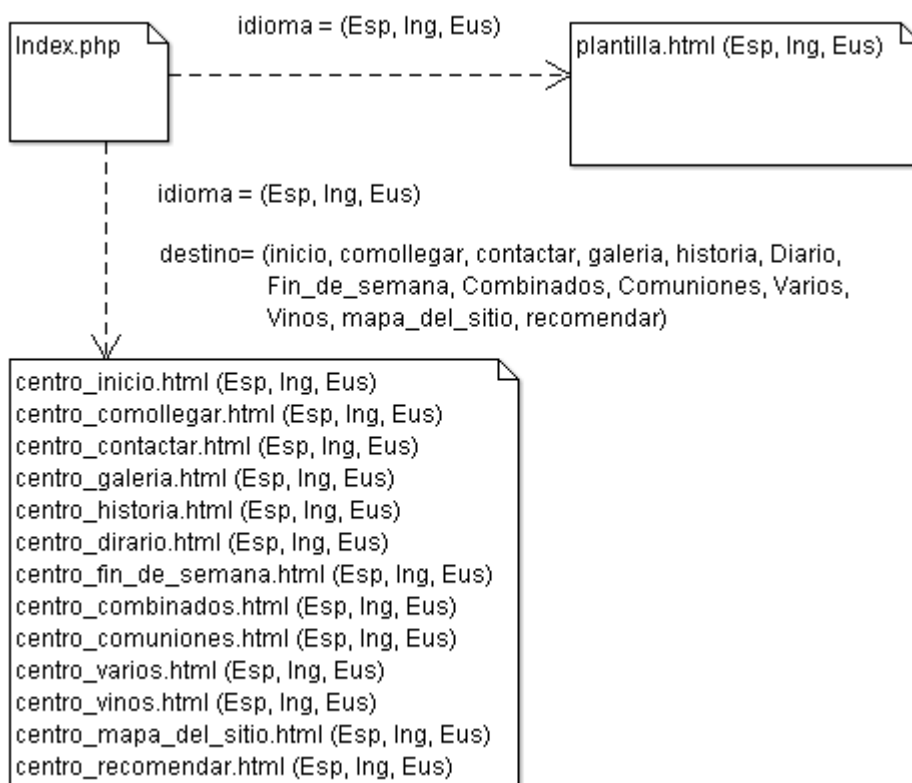 idioma = (Esp, Ing, Eus)
Index.php
plantilla.html (Esp, Ing, Eus)
idioma = (Esp, Ing, Eus)
destino= (inicio, comollegar, contactar, galeria, historia, Diario,
Fin_de_semana, Combinados, Comuniones, Varios,
Vinos, mapa_del_sitio, recomendar)
centro_inicio.html (Esp, Ing, Eus)
centro_comollegar.html (Esp, Ing, Eus)
centro_contactar.html (Esp, Ing, Eus)
centro_galeria.html (Esp, Ing, Eus)
centro_historia.html (Esp, Ing, Eus)
centro_dirario.html (Esp, Ing, Eus)
centro_fin_de_semana.html (Esp, Ing, Eus)
centro_combinados.html (Esp, Ing, Eus)
centro_comuniones.html (Esp, Ing, Eus)
centro_varios.html (Esp, Ing, Eus)
centro_vinos.html (Esp, Ing, Eus)
centro_mapa_del_sitio.html (Esp, Ing, Eus)
centro_recomendar.html (Esp, Ing, Eus)